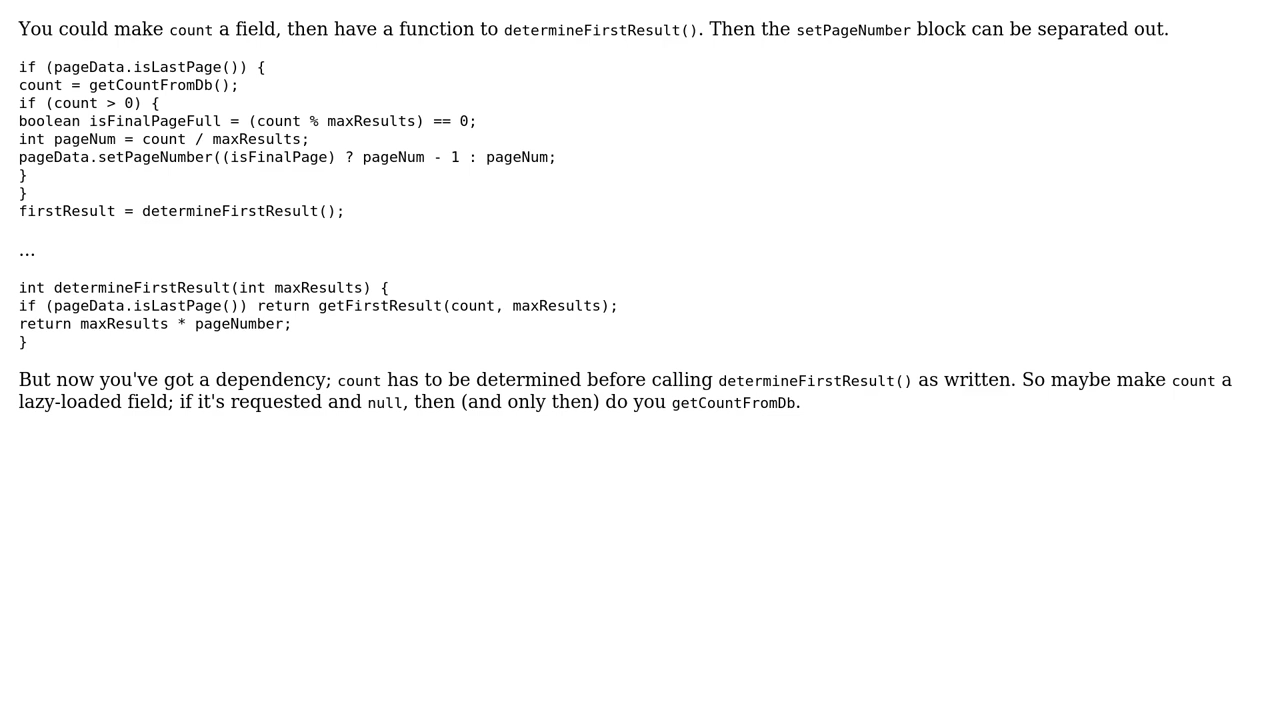 You could make count a field, then have a function to determineFirstResult(). Then the setPageNumber block can be separated out.
if (pageData.isLastPage()) {
count = getCountFromDb();
if (count > 0) {
boolean isFinalPageFull = (count % maxResults) == 0;
int pageNum = count / maxResults;
pageData.setPageNumber((isFinalPage) ? pageNum - 1 : pageNum;
}
}
firstResult = determineFirstResult();
...
int determineFirstResult(int maxResults) {
if (pageData.isLastPage()) return getFirstResult(count, maxResults);
return maxResults * pageNumber;
}
But now you've got a dependency; count has to be determined before calling determineFirstResult() as written. So maybe make count a
lazy-loaded field; if it's requested and null, then (and only then) do you getCountFromDb.